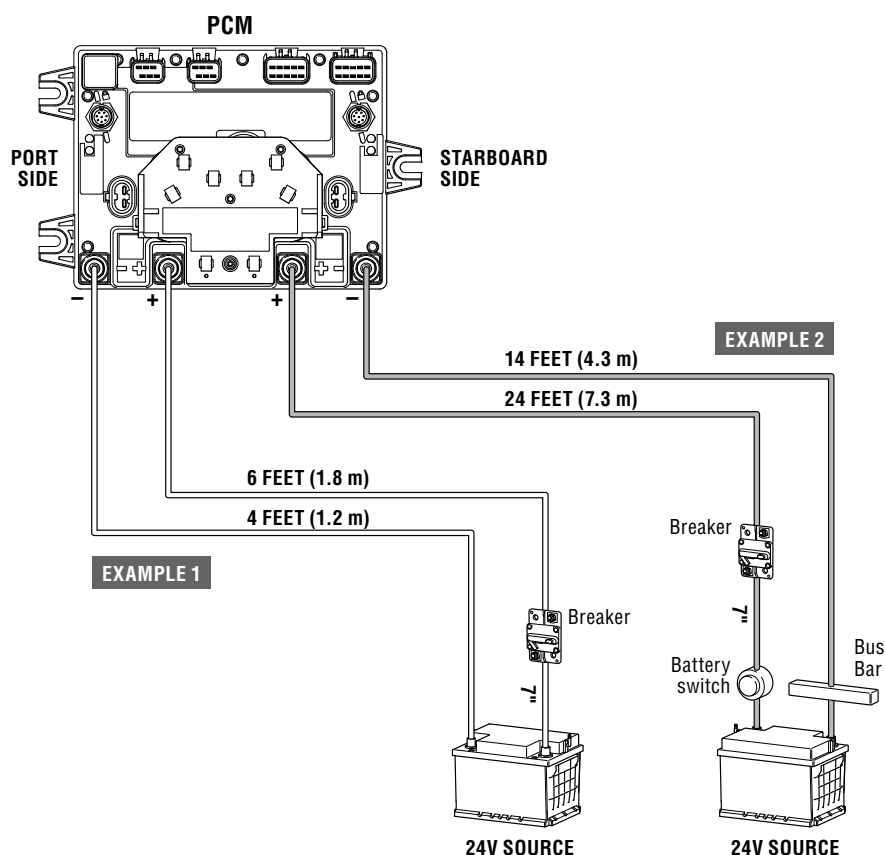 PCM
PORT
SIDE
STARBOARD
SIDE
– + + –
– + + –
EXAMPLE 2
14 FEET (4.3 m)
24 FEET (7.3 m)
6 FEET (1.8 m)
4 FEET (1.2 m)
EXAMPLE 1
Breaker
7"
Breaker
7"
Battery
switch
Bus
Bar
24V SOURCE
24V SOURCE